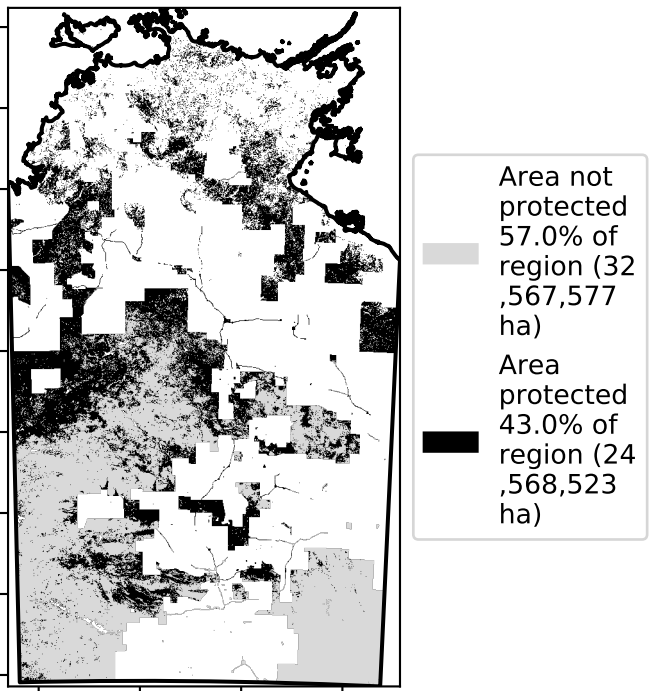 Area not
protected
57.0% of
region (32
,567,577
ha)
Area
protected
43.0% of
region (24
,568,523
ha)